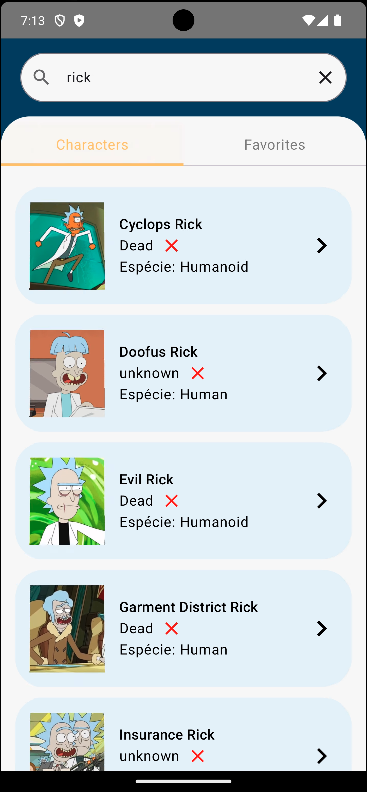 7:13
rick
Characters
Favorites
Cyclops Rick
Dead
Espécie: Humanoid
Doofus Rick
unknown
Espécie: Human
Evil Rick
Dead
Espécie: Humanoid
Garment District Rick
Dead
Espécie: Human
Insurance Rick
unknown